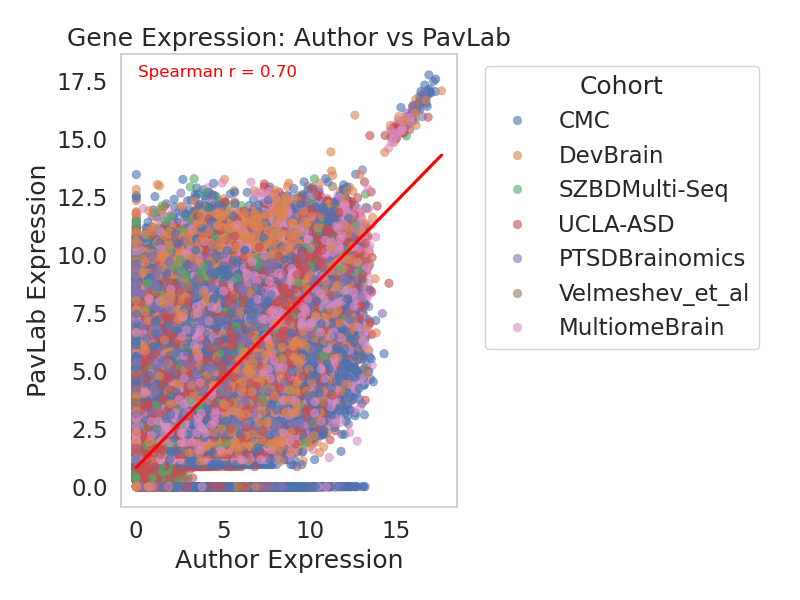 Gene Expression: Author vs PavLab
Spearman r = 0.70
PavLab Expression
17.5
15.0
12.5
10.0
7.5
5.0
2.5
0.0
0 5 10 15
Author Expression
Cohort
CMC
DevBrain
SZBDMulti-Seq
UCLA-ASD
PTSDBrainomics
Velmeshev_et_al
MultiomeBrain